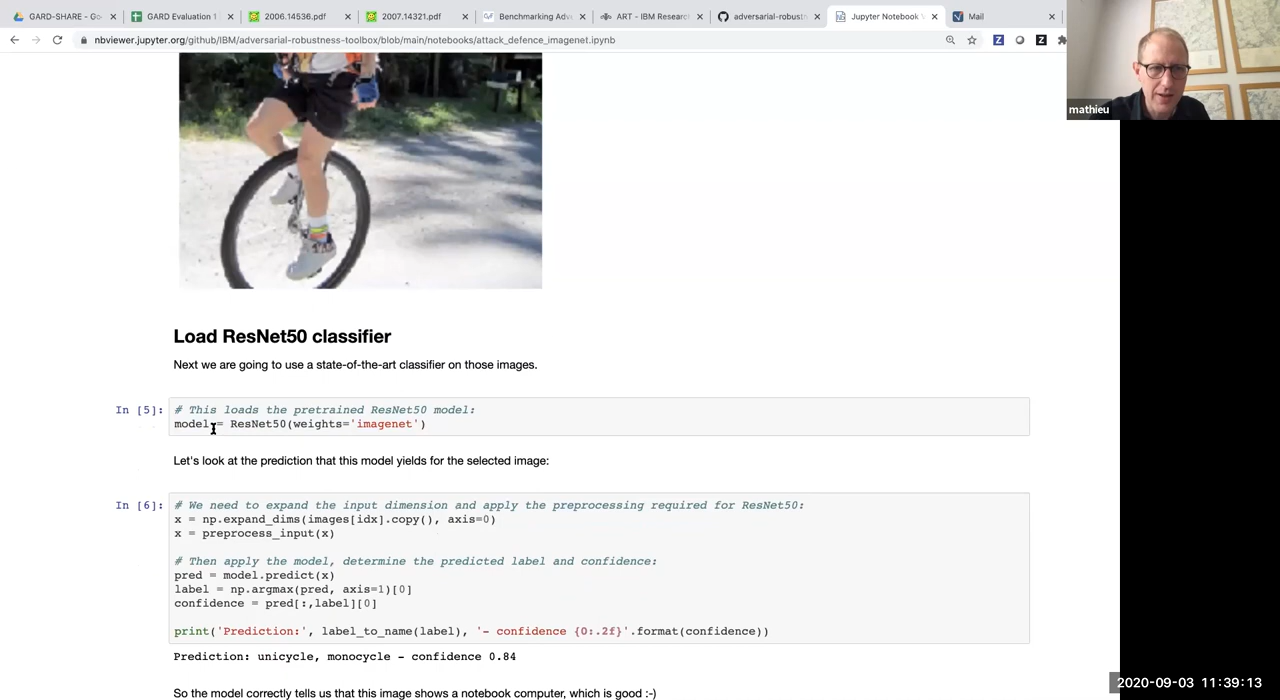 GARD-SHARE - Go
GARD Evaluation 1
2006.14536.pdf
2007.14321.pdf
Benchmarking Adv
ART - IBM Research
adversarial-robustn
Jupyter Notebook V
Mail
nbviewer.jupyter.org/github/IBM/adversarial-robustness-toolbox/blob/main/notebooks/attack_defence_imagenet.ipynb
mathieu
Load ResNet50 classifier
Next we are going to use a state-of-the-art classifier on those images.
In [5]:
# This loads the pretrained ResNet50 model:
model = ResNet50(weights='imagenet')
Let's look at the prediction that this model yields for the selected image:
In [6]:
# We need to expand the input dimension and apply the preprocessing required for ResNet50:
x = np.expand_dims(images[idx].copy(), axis=0)
x = preprocess_input(x)
# Then apply the model, determine the predicted label and confidence:
pred = model.predict(x)
label = np.argmax(pred, axis=1)[0]
confidence = pred[:,label][0]
print('Prediction:', label_to_name(label), '- confidence {0:.2f}'.format(confidence))
Prediction: unicycle, monocycle - confidence 0.84
So the model correctly tells us that this image shows a notebook computer, which is good :-)
2020-09-03 11:39:13